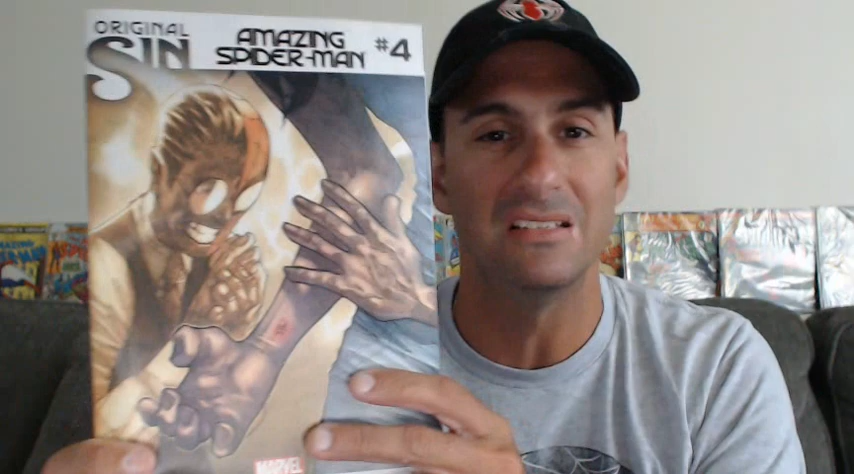 ORIGINAL
SIN
AMAZING
SPIDER-MAN #4
MARVEL